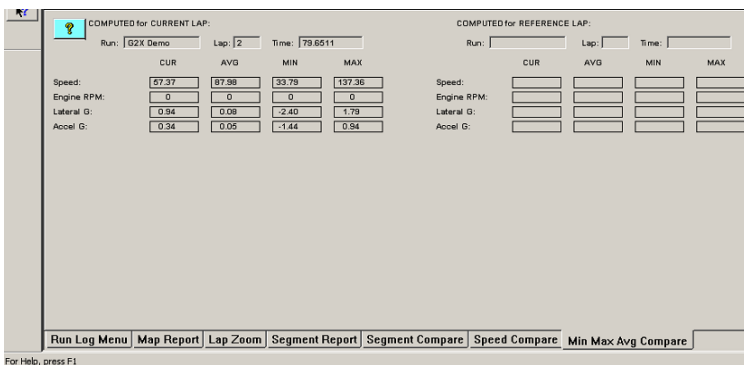 ?
COMPUTED for CURRENT LAP:
COMPUTED for REFERENCE LAP:
Run: G2X Demo Lap: 2 Time: 79.6511
Run: Lap: Time:
CUR AVG MIN MAX
CUR AVG MIN MAX
Speed: 57.37 87.98 33.79 137.36
Speed:
Engine RPM: 0 0 0 0
Engine RPM:
Lateral G: 0.94 0.08 -2.40 1.79
Lateral G:
Accel G: 0.34 0.05 -1.44 0.94
Accel G:
Run Log Menu Map Report Lap Zoom Segment Report Segment Compare Speed Compare Min Max Avg Compare
For Help, press F1